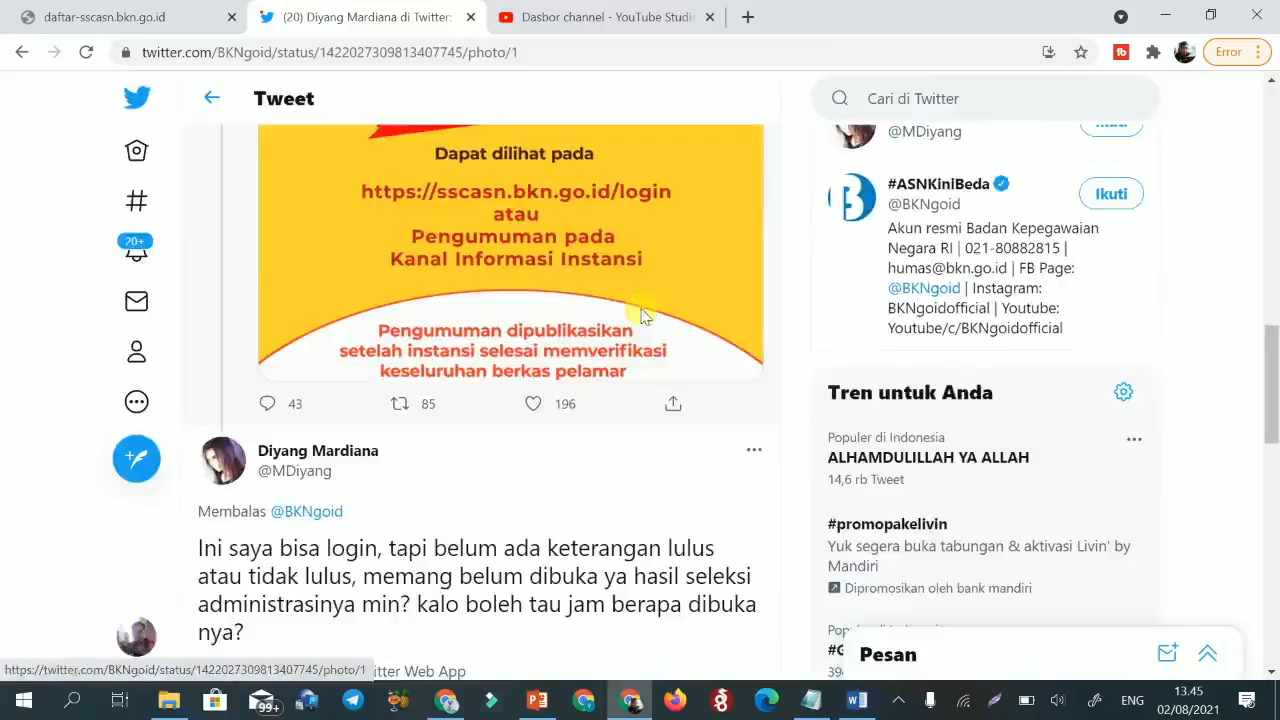 daftar-sscasn.bkn.go.id
(20) Diyang Mardiana di Twitter:
Dasbor channel - YouTube Studi
twitter.com/BKNgoid/status/1422027309813407745/photo/1
Error
Tweet
Cari di Twitter
Dapat dilihat pada
https://sscasn.bkn.go.id/login
atau
Pengumuman pada
Kanal Informasi Instansi
Pengumuman dipublikasikan
setelah instansi selesai memverifikasi
keseluruhan berkas pelamar
43
85
196
20+
Diyang Mardiana
@MDiyang
Membalas @BKNgoid
Ini saya bisa login, tapi belum ada keterangan lulus
atau tidak lulus, memang belum dibuka ya hasil seleksi
administrasinya min? kalo boleh tau jam berapa dibuka
nya?
https://twitter.com/BKNgoid/status/1422027309813407745/photo/1
itter Web App
@MDiyang
Ikuti
#ASNKiniBeda
@BKNgoid
Ikuti
Akun resmi Badan Kepegawaian
Negara RI | 021-80882815 |
humas@bkn.go.id | FB Page:
@BKNgoid | Instagram:
BKNgoidofficial | Youtube:
Youtube/c/BKNgoidofficial
Tren untuk Anda
Populer di Indonesia
ALHAMDULILLAH YA ALLAH
14,6 rb Tweet
#promopakelivin
Yuk segera buka tabungan & aktivasi Livin' by
Mandiri
Dipromosikan oleh bank mandiri
Pesan
99+
ENG
13.45
02/08/2021